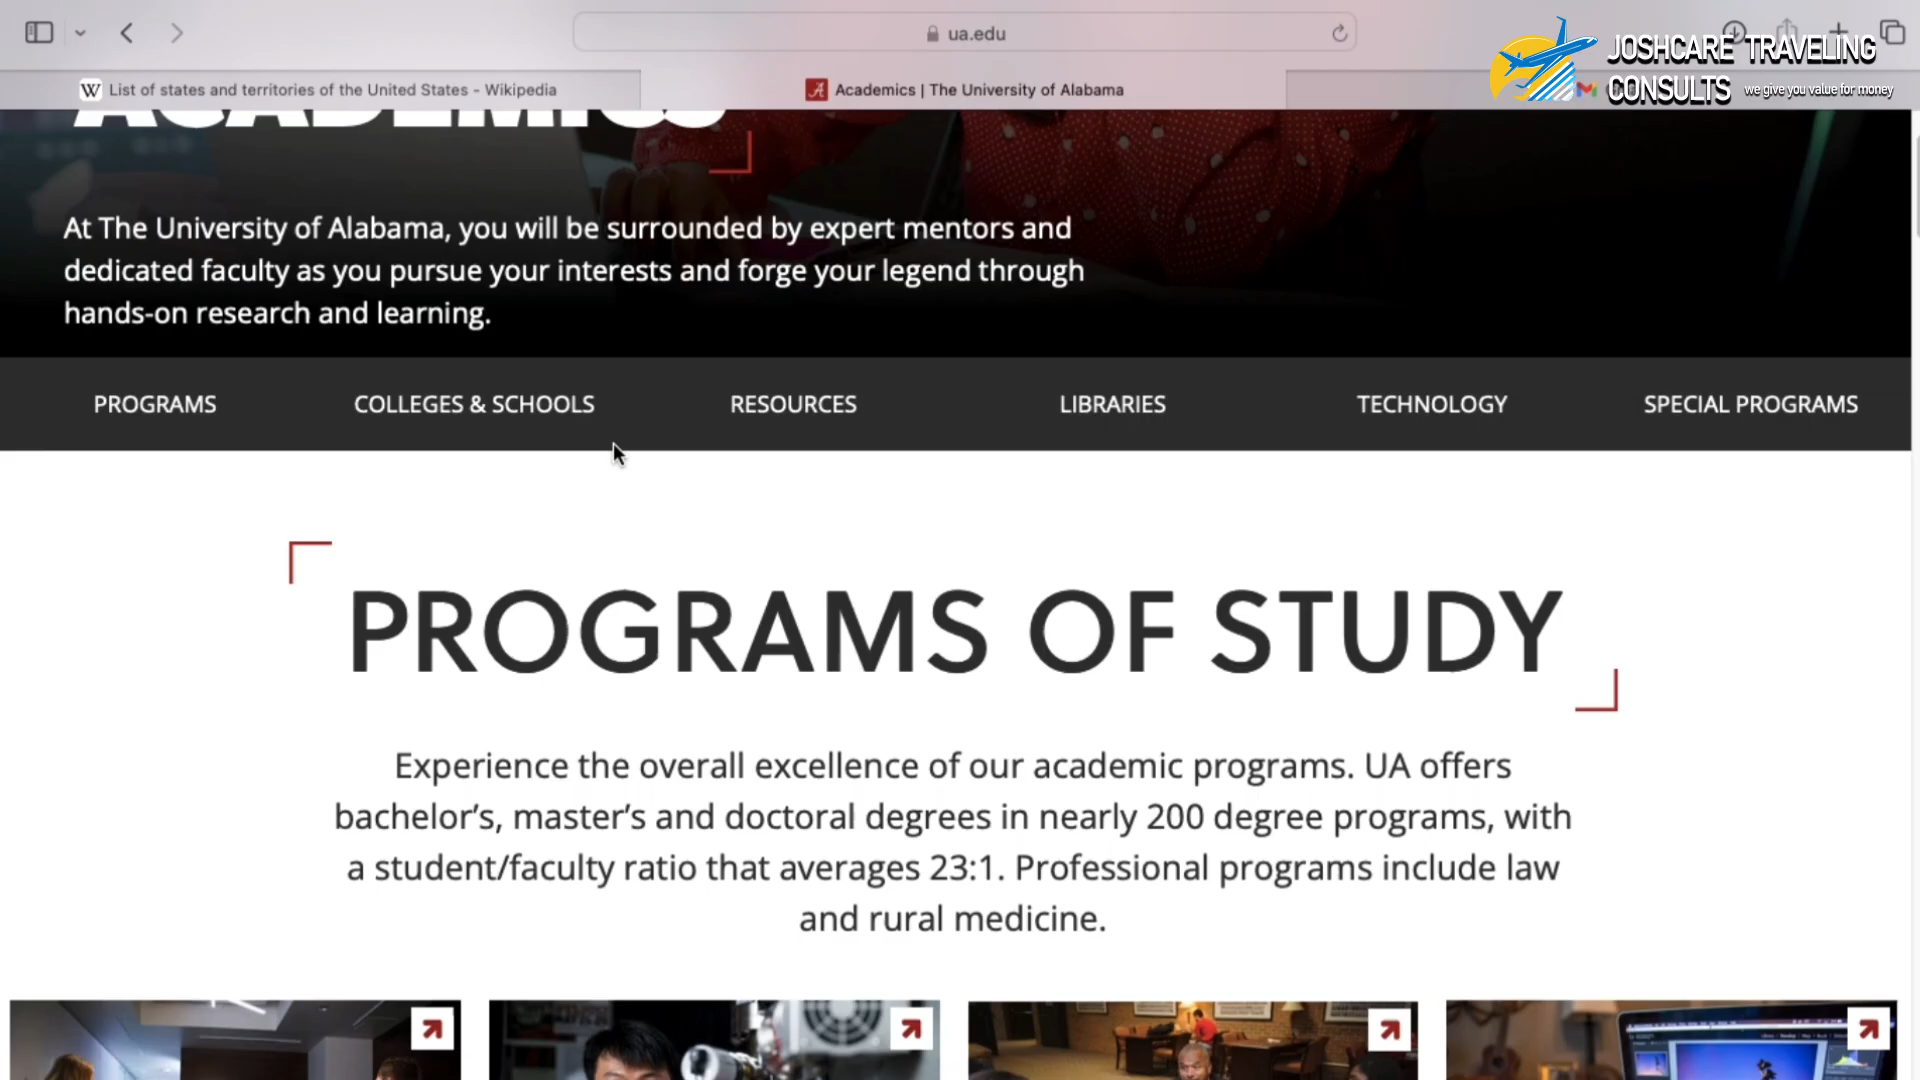 ua.edu
JOSHCARE TRAVELING
CONSULTS we give you value for money
W List of states and territories of the United States - Wikipedia
Academics | The University of Alabama
ACADEMICS
At The University of Alabama, you will be surrounded by expert mentors and
dedicated faculty as you pursue your interests and forge your legend through
hands-on research and learning.
PROGRAMS COLLEGES & SCHOOLS RESOURCES LIBRARIES TECHNOLOGY SPECIAL PROGRAMS
PROGRAMS OF STUDY
Experience the overall excellence of our academic programs. UA offers
bachelor’s, master’s and doctoral degrees in nearly 200 degree programs, with
a student/faculty ratio that averages 23:1. Professional programs include law
and rural medicine.